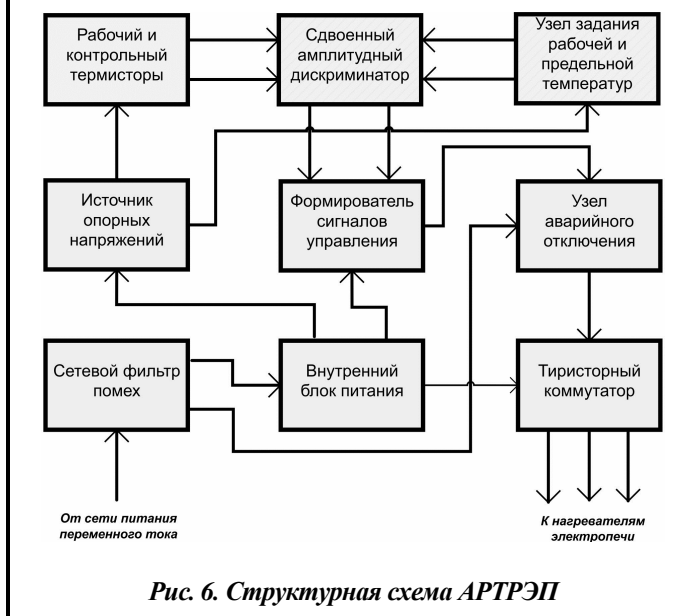 Рабочий и
контрольный
термисторы
Сдвоенный
амплитудный
дискриминатор
Узел задания
рабочей и
предельной
температур
Источник
опорных
напряжений
Формирователь
сигналов
управления
Узел
аварийного
отключения
Сетевой фильтр
помех
Внутренний
блок питания
Тиристорный
коммутатор
От сети питания
переменного тока
К нагревателям
электропечи
Рис. 6. Структурная схема АРТРЭП